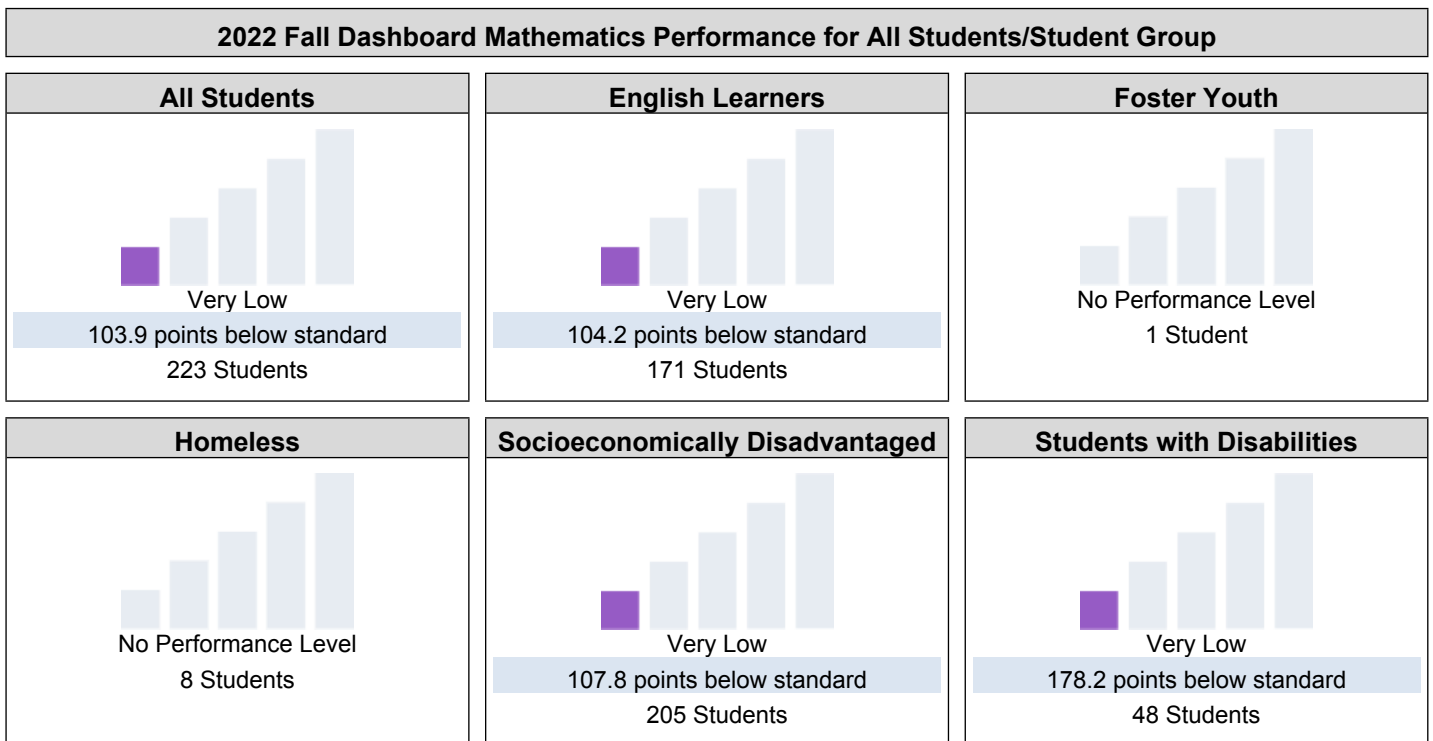 2022 Fall Dashboard Mathematics Performance for All Students/Student Group
All Students
Very Low
103.9 points below standard
223 Students
English Learners
Very Low
104.2 points below standard
171 Students
Foster Youth
No Performance Level
1 Student
Homeless
No Performance Level
8 Students
Socioeconomically Disadvantaged
Very Low
107.8 points below standard
205 Students
Students with Disabilities
Very Low
178.2 points below standard
48 Students